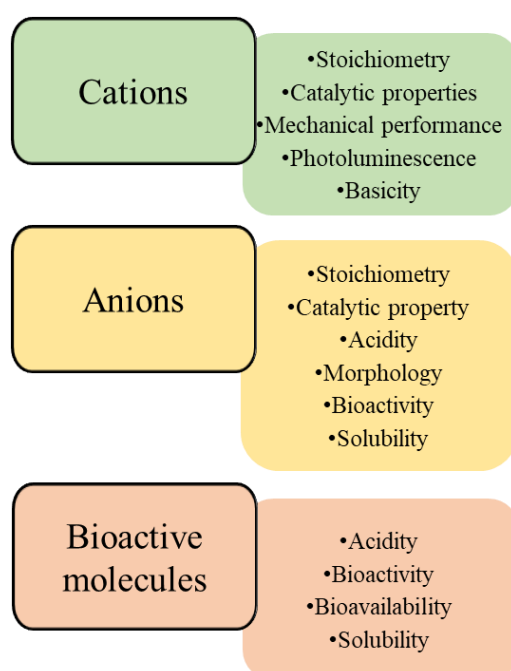 Cations
•Stoichiometry
•Catalytic properties
•Mechanical performance
•Photoluminescence
•Basicity
Anions
•Stoichiometry
•Catalytic property
•Acidity
•Morphology
•Bioactivity
•Solubility
Bioactive
molecules
•Acidity
•Bioactivity
•Bioavailability
•Solubility